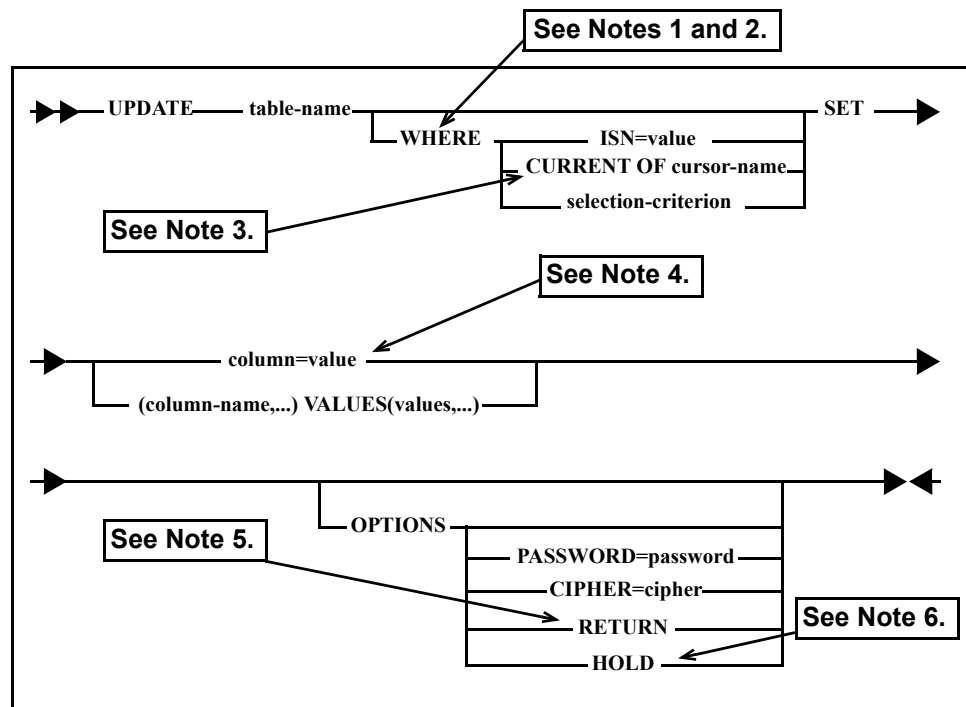 See Notes 1 and 2.
UPDATE table-name SET
WHERE ISN=value
CURRENT OF cursor-name
selection-criterion
See Note 3.
See Note 4.
column=value
(column-name,...) VALUES(values,...)
OPTIONS
See Note 5.
PASSWORD=password
CIPHER=cipher
RETURN
See Note 6.
HOLD